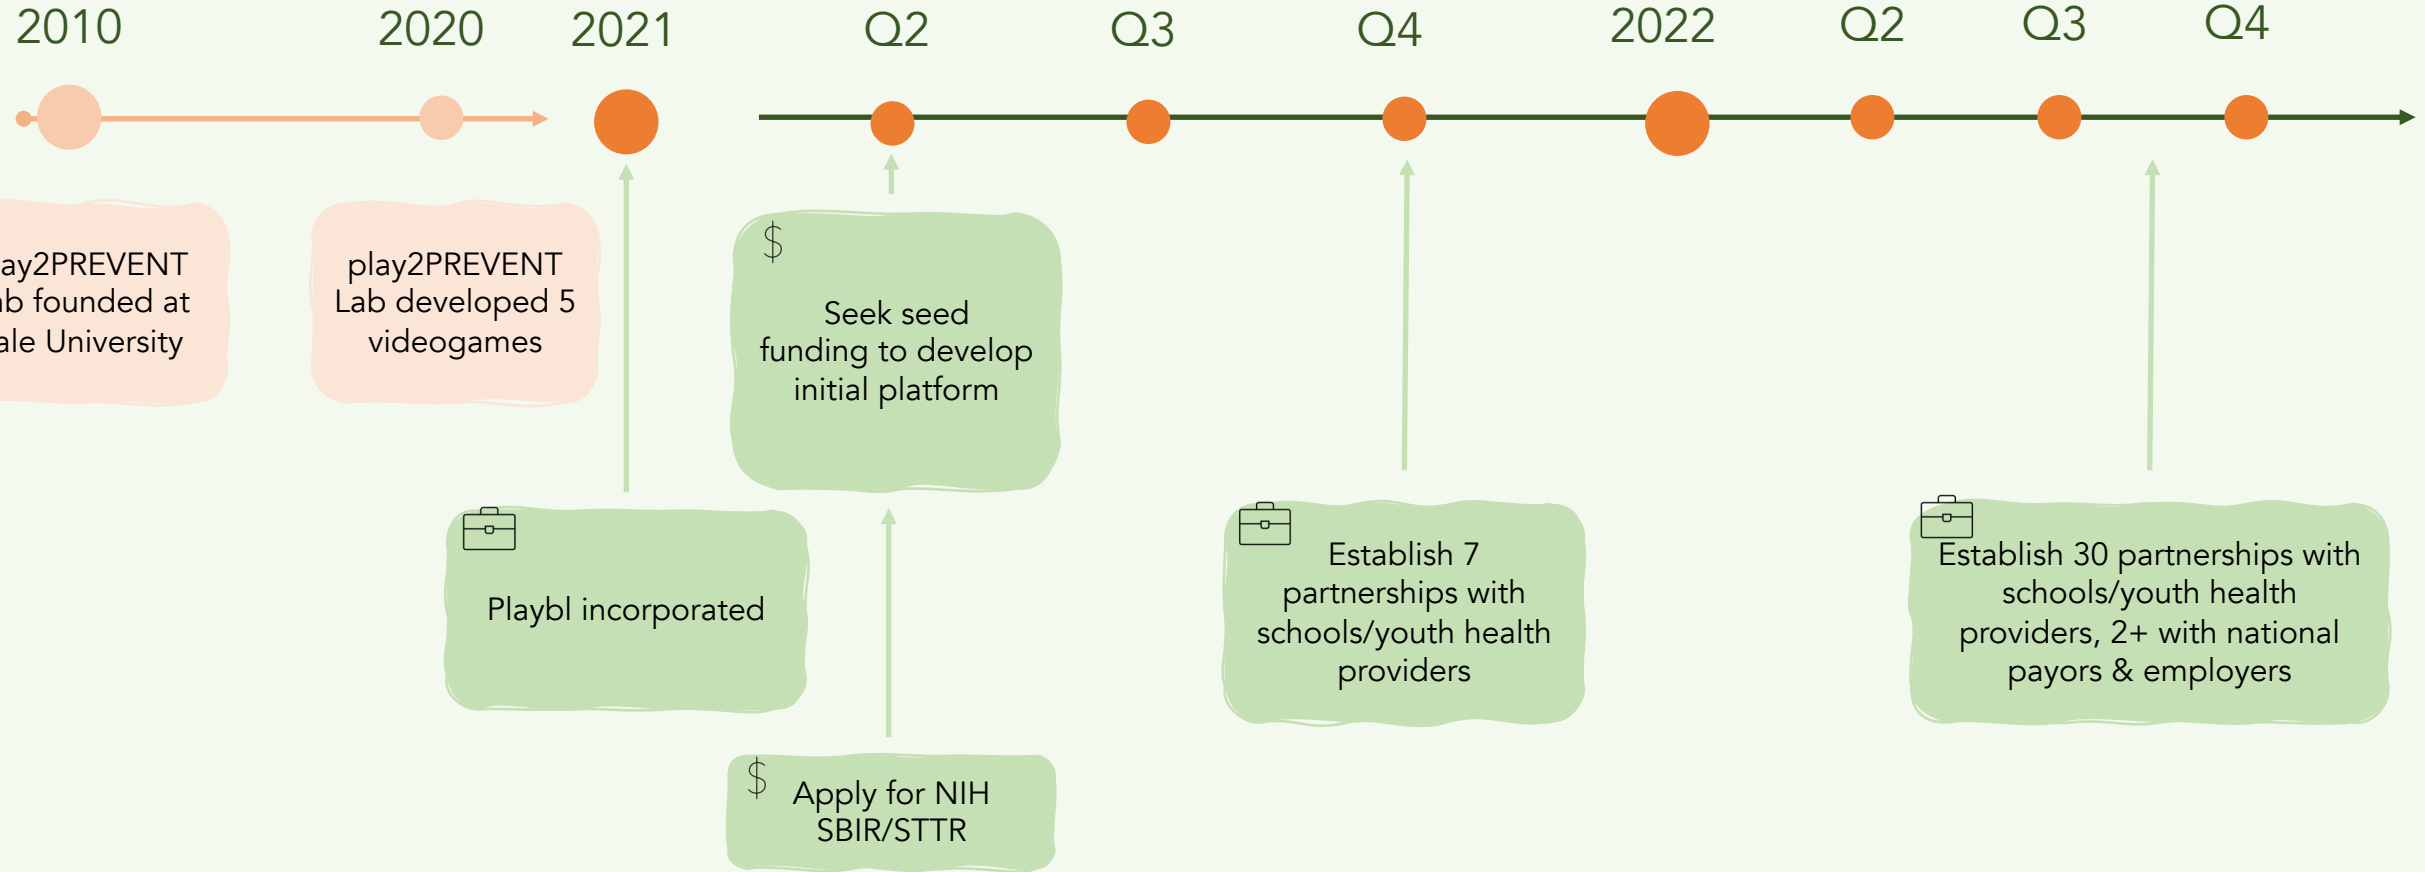 2010
2020
2021
Q2
Q3
Q4
2022
Q2
Q3
Q4
ay2PREVENT
ab founded at
ale University
play2PREVENT
Lab developed 5
videogames
$
Seek seed
funding to develop
initial platform
Playbl incorporated
$
Apply for NIH
SBIR/STTR
Establish 7
partnerships with
schools/youth health
providers
Establish 30 partnerships with
schools/youth health
providers, 2+ with national
payors & employers